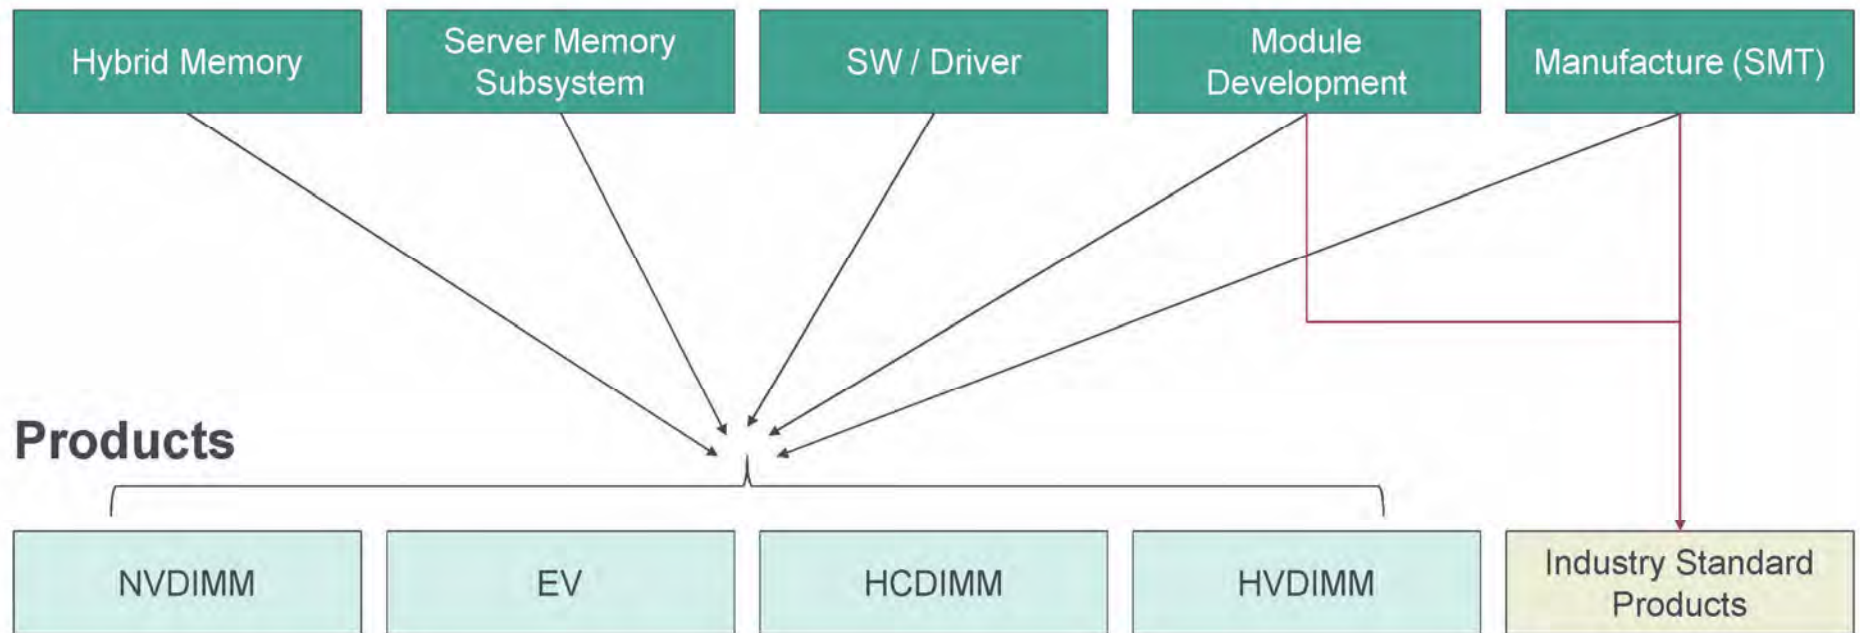 Hybrid Memory
Server Memory
Subsystem
SW / Driver
Module
Development
Manufacture (SMT)
Products
NVDIMM
EV
HCDIMM
HVDIMM
Industry Standard
Products